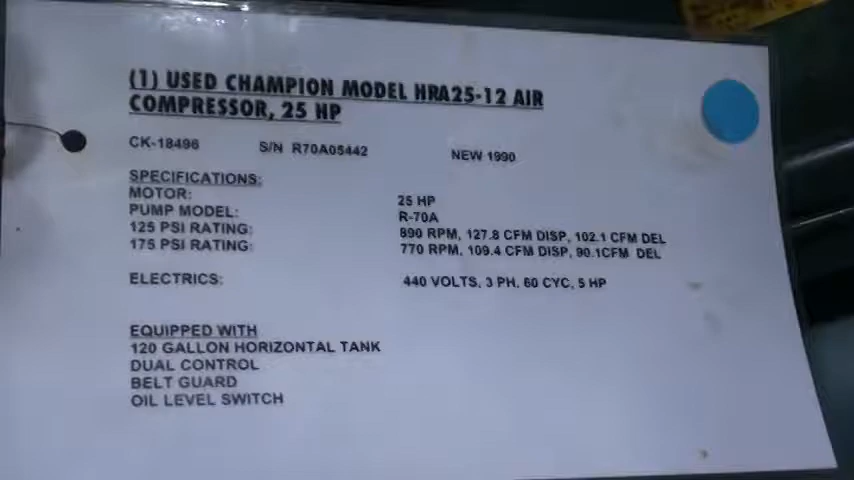 (1) USED CHAMPION MODEL HRA25-12 AIR
COMPRESSOR, 25 HP
CK-18496 S/N R70A05442 NEW 1990
SPECIFICATIONS:
MOTOR: 25 HP
PUMP MODEL: R-70A
125 PSI RATING: 890 RPM, 127.8 CFM DISP, 102.1 CFM DEL
175 PSI RATING: 770 RPM, 109.4 CFM DISP, 90.1CFM DEL
ELECTRICS: 440 VOLTS, 3 PH, 60 CYC, 5 HP
EQUIPPED WITH
120 GALLON HORIZONTAL TANK
DUAL CONTROL
BELT GUARD
OIL LEVEL SWITCH